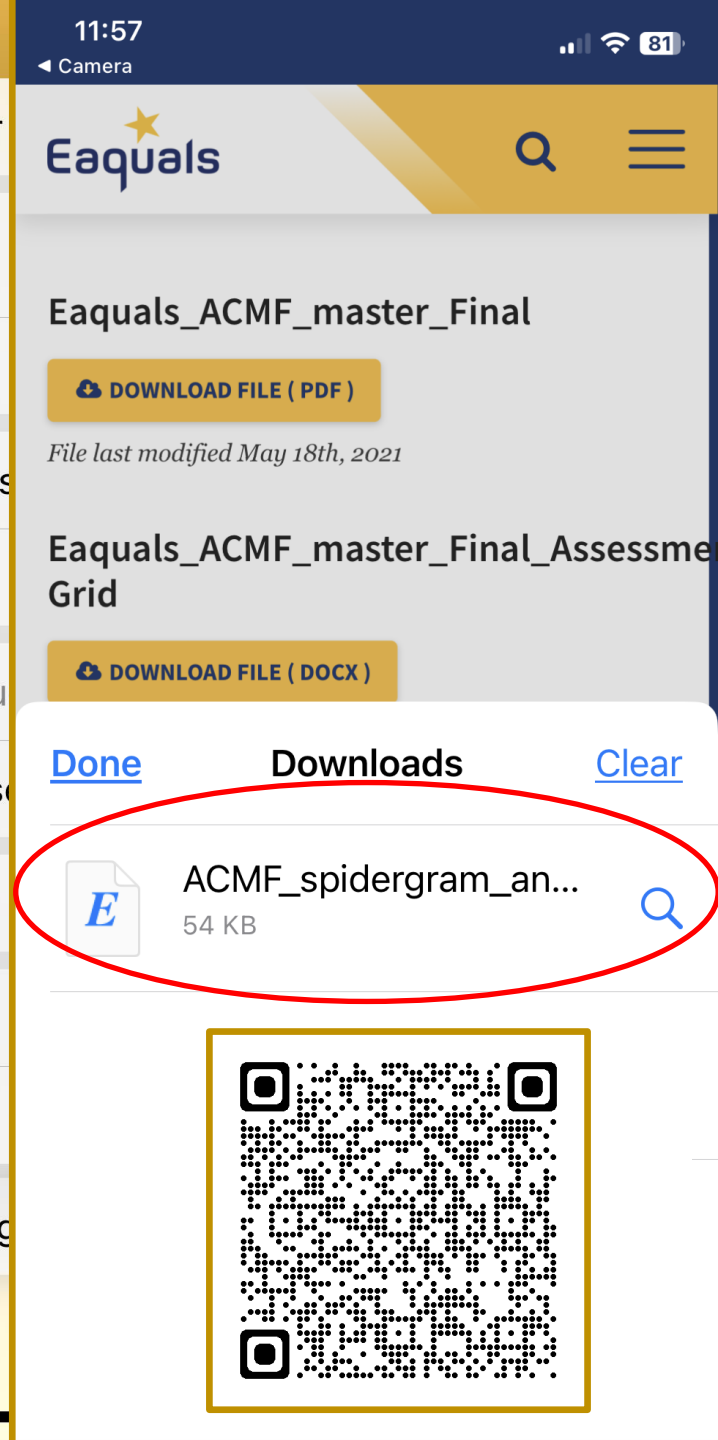 11:57
81
◀ Camera
Eaquals
Eaquals_ACMF_master_Final
DOWNLOAD FILE ( PDF )
File last modified May 18th, 2021
Eaquals_ACMF_master_Final_Assessme
Grid
DOWNLOAD FILE ( DOCX )
Done
Downloads
Clear
E
ACMF_spidergram_an...
54 KB